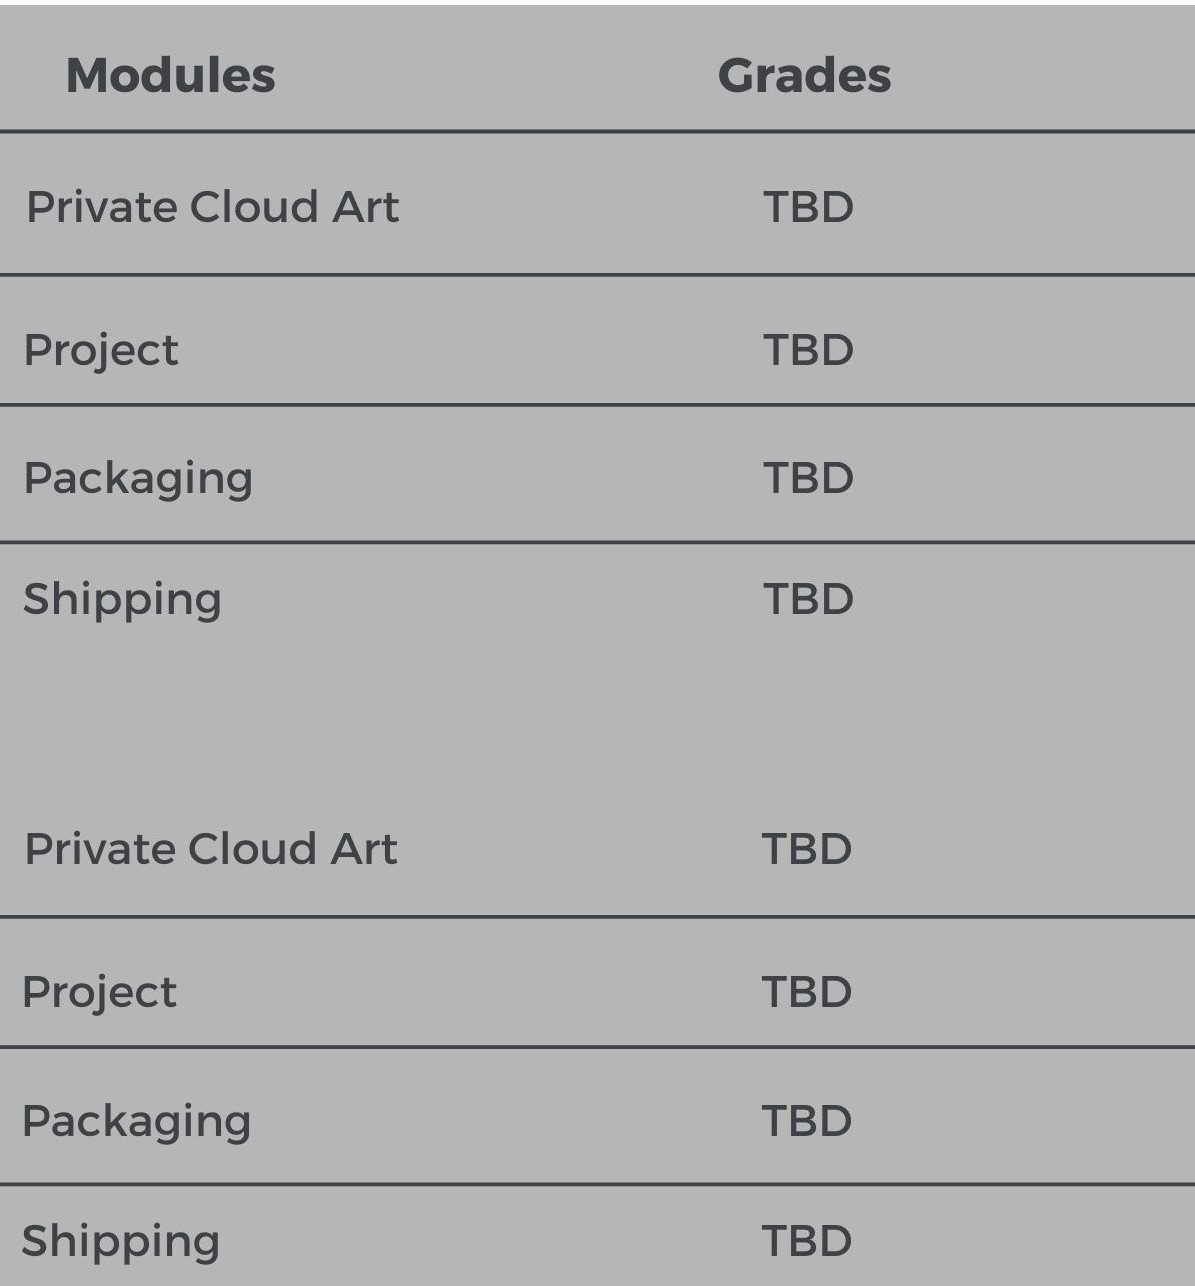 Modules Grades
Private Cloud Art TBD
Project TBD
Packaging TBD
Shipping TBD
Private Cloud Art TBD
Project TBD
Packaging TBD
Shipping TBD